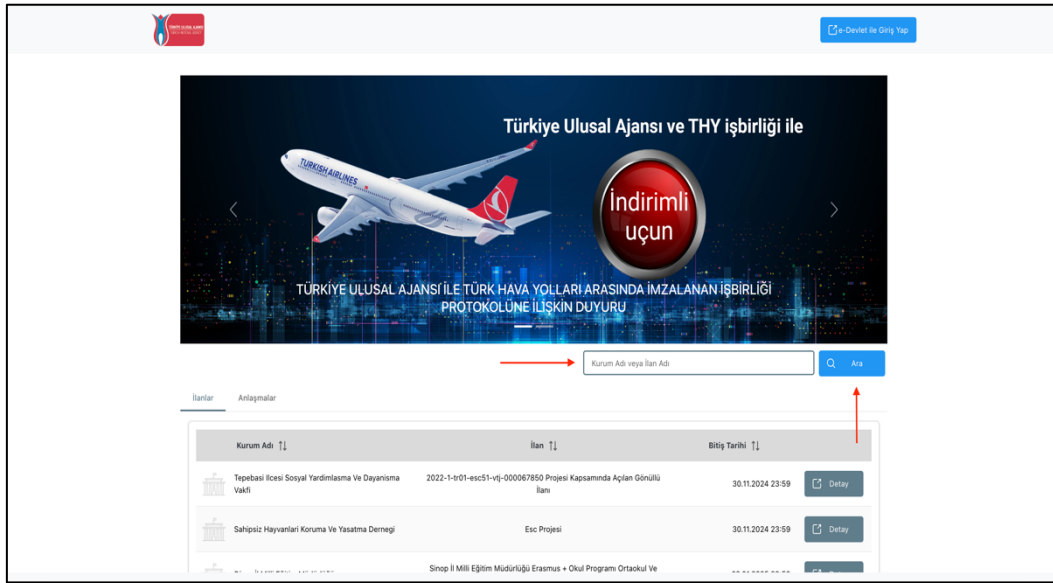 TÜRKİYE ULUSAL AJANSI
e-Devlet ile Giriş Yap
Türkiye Ulusal Ajansı ve THY işbirliği ile
TURKISH AIRLINES
İndirimli
uçun
TÜRKİYE ULUSAL AJANSI İLE TÜRK HAVA YOLLARI ARASINDA İMZALANAN İŞBİRLİĞİ
PROTOKOLÜNE İLİŞKİN DUYURU
Kurum Adı veya İlan Adı
Ara
İlanlar Anlaşmalar
Kurum Adı İlan Bitiş Tarihi
Tepebasi Ilcesi Sosyal Yardimlasma Ve Dayanisma
Vakfi
2022-1-tr01-esc51-vtj-000067850 Projesi Kapsamında Açılan Gönüllü
İlanı
30.11.2024 23:59 Detay
Sahipsiz Hayvanlari Koruma Ve Yasatma Dernegi Esc Projesi 30.11.2024 23:59 Detay
Sinop İl Milli Eğitim Müdürlüğü Erasmus + Okul Programı Ortaokul Ve